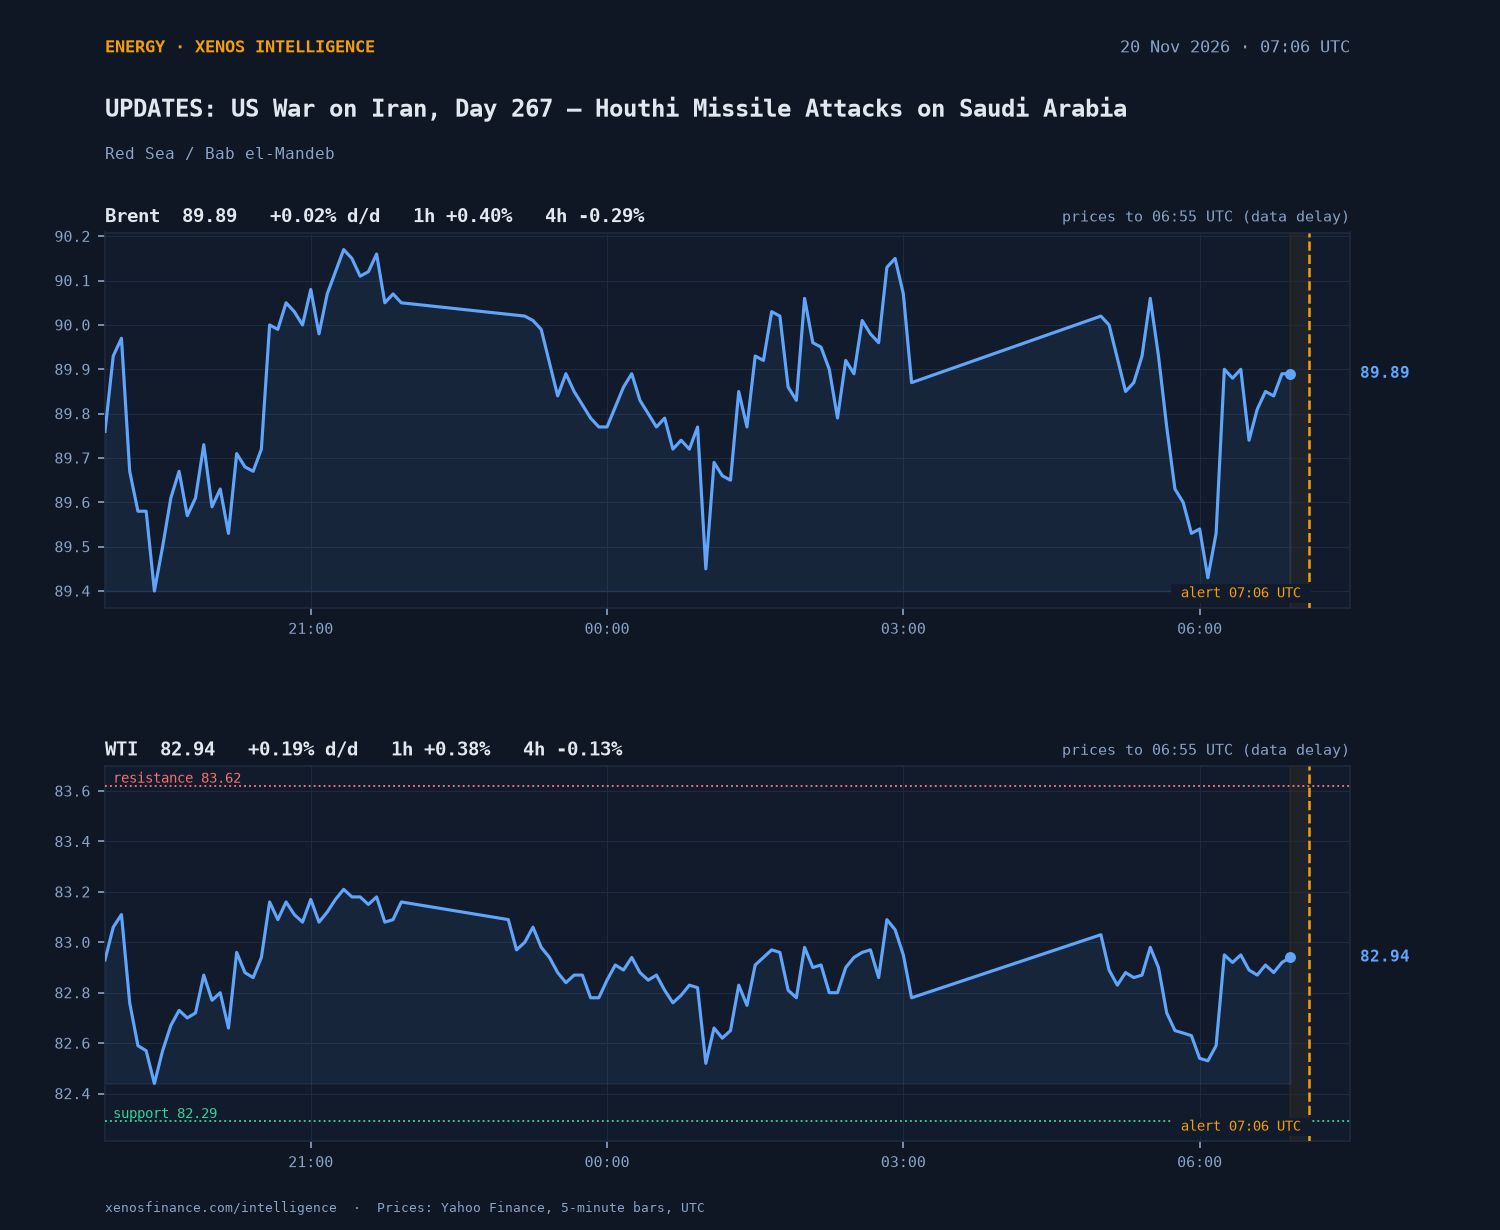 ENERGY · XENOS INTELLIGENCE
20 Nov 2026 · 07:06 UTC
UPDATES: US War on Iran, Day 267 — Houthi Missile Attacks on Saudi Arabia
Red Sea / Bab el-Mandeb
Brent 89.89 +0.02% d/d 1h +0.40% 4h -0.29%
prices to 06:55 UTC (data delay)
90.2
90.1
90.0
89.9
89.8
89.7
89.6
89.5
89.4
89.89
alert 07:06 UTC
21:00
00:00
03:00
06:00
WTI 82.94 +0.19% d/d 1h +0.38% 4h -0.13%
prices to 06:55 UTC (data delay)
resistance 83.62
83.6
83.4
83.2
83.0
82.8
82.6
82.4
82.94
support 82.29
alert 07:06 UTC
21:00
00:00
03:00
06:00
xenosfinance.com/intelligence · Prices: Yahoo Finance, 5-minute bars, UTC